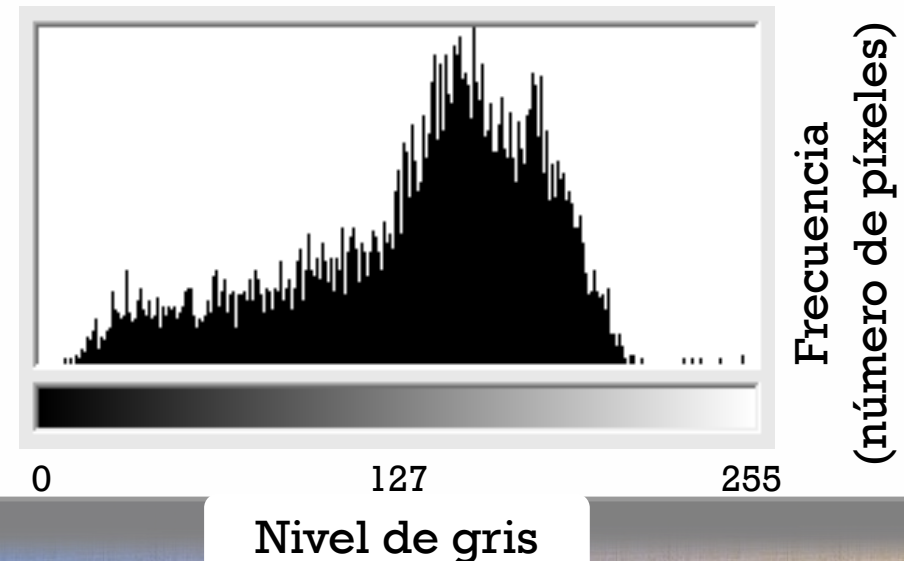 Frecuencia
(número de píxeles)
0 127 255
Nivel de gris